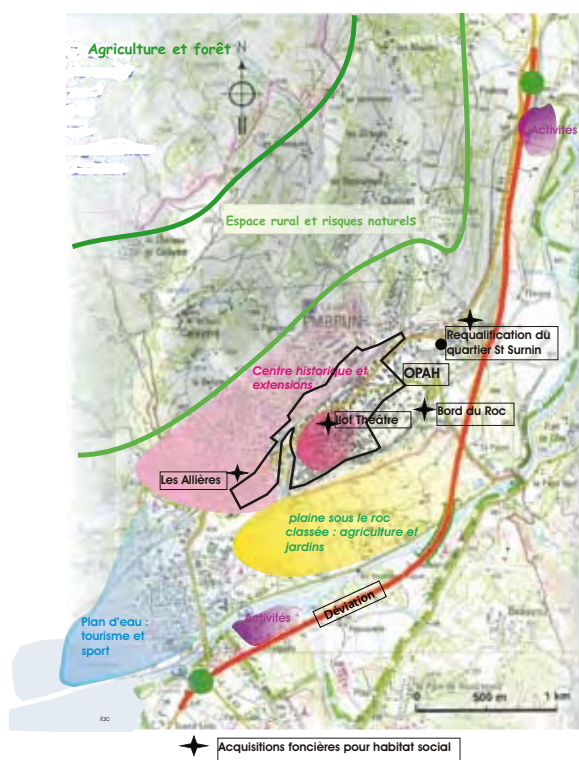 Agriculture et forêt
N
Activités
Espace rural et risques naturels
EMBRUN
Requalification du
quartier St Surnin
Centre historique et
extensions
OPAH
Ilot Théâtre
Bord du Roc
Les Allières
plaine sous le roc
classée : agriculture et
jardins
Déviation
Plan d'eau :
tourisme et
sport
Activités
500 m
1 km
lac
Acquisitions foncières pour habitat social